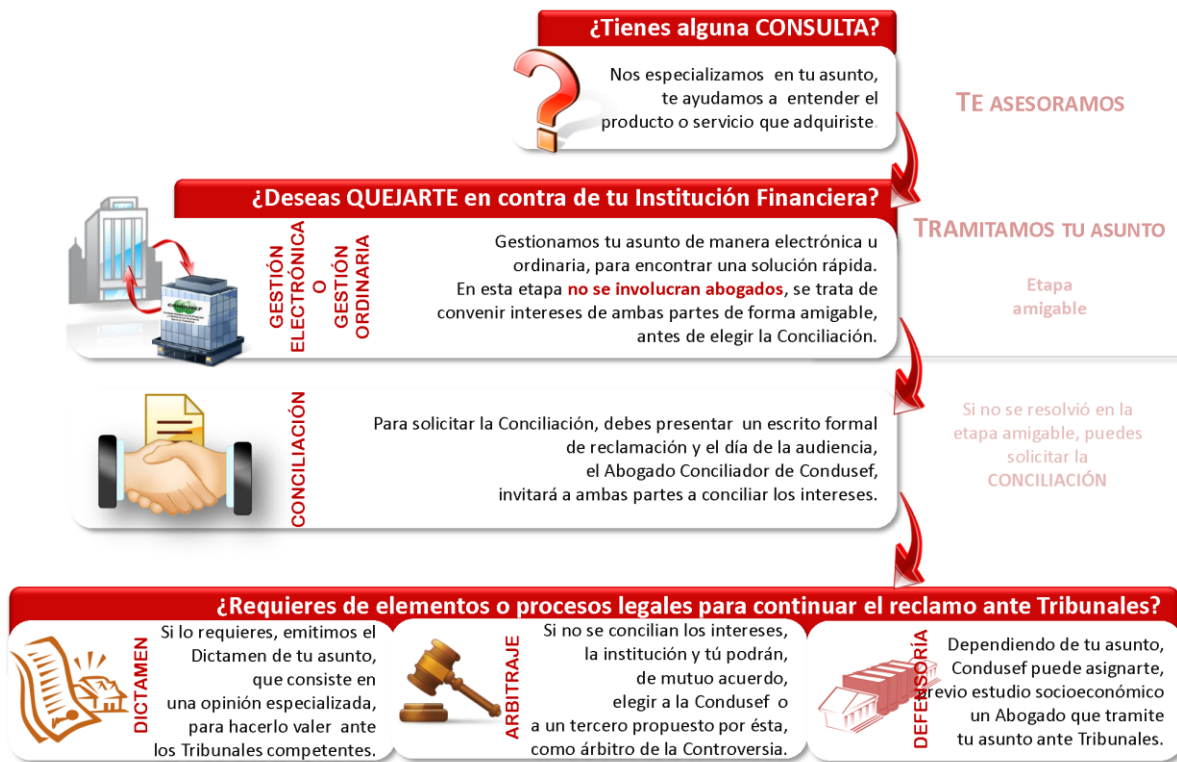 ¿Tienes alguna CONSULTA?
Nos especializamos en tu asunto,
te ayudamos a entender el
producto o servicio que adquiriste.
TE ASESORAMOS
¿Deseas QUEJARTE en contra de tu Institución Financiera?
GESTIÓN
ELECTRÓNICA
O
GESTIÓN
ORDINARIA
Gestionamos tu asunto de manera electrónica u
ordinaria, para encontrar una solución rápida.
En esta etapa no se involucran abogados, se trata de
convenir intereses de ambas partes de forma amigable,
antes de elegir la Conciliación.
TRAMITAMOS TU ASUNTO
Etapa
amigable
CONCILIACIÓN
Para solicitar la Conciliación, debes presentar un escrito formal
de reclamación y el día de la audiencia,
el Abogado Conciliador de Condusef,
invitará a ambas partes a conciliar los intereses.
Si no se resolvió en la
etapa amigable, puedes
solicitar la
CONCILIACIÓN
¿Requieres de elementos o procesos legales para continuar el reclamo ante Tribunales?
DICTAMEN
Si lo requieres, emitimos el
Dictamen de tu asunto,
que consiste en
una opinión especializada,
para hacerlo valer ante
los Tribunales competentes.
ARBITRAJE
Si no se concilian los intereses,
la institución y tú podrán,
de mutuo acuerdo,
elegir a la Condusef o
a un tercero propuesto por ésta,
como árbitro de la Controversia.
DEFENSORÍA
Dependiendo de tu asunto,
Condusef puede asignarte,
previo estudio socioeconómico
un Abogado que tramite
tu asunto ante Tribunales.